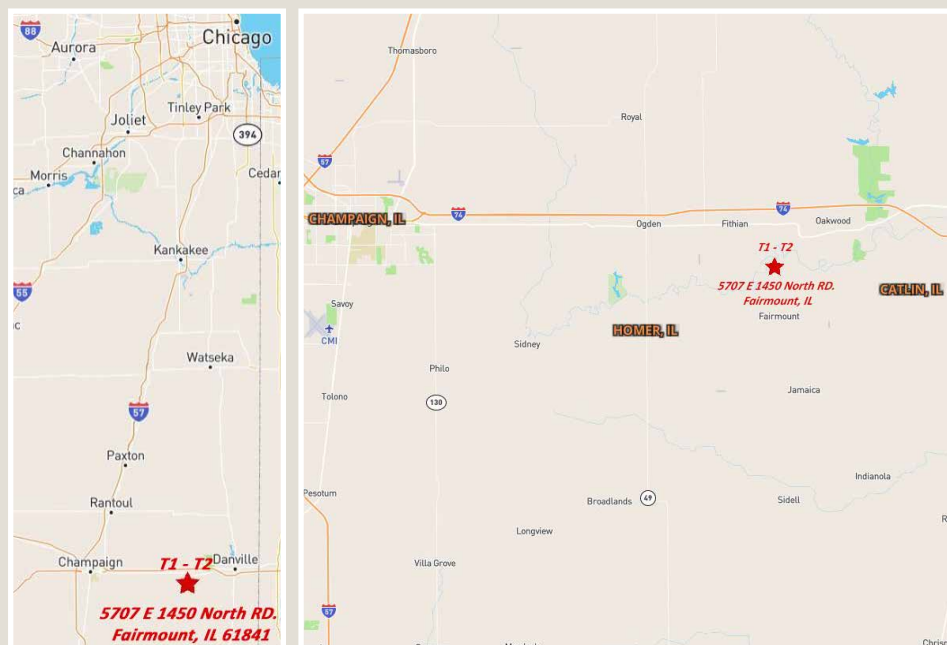 88
Chicago
Aurora
Tinley Park
Joliet
394
Channahon
Morris
Cedar
ca
Kankakee
55
Watseka
57
Paxton
Rantoul
T1 - T2
Danville
Champaign
5707 E 1450 North RD.
Fairmount, IL 61841
Thomasboro
Royal
57
CHAMPAIGN, IL
74
74
Ogden
Fithian
Oakwood
T1 - T2
5707 E 1450 North RD.
Fairmount, IL
CATLIN, IL
Savoy
Fairmount
CMI
HOMER, IL
Sidney
Philo
Jamaica
Tolono
130
Indianola
Pesotum
Broadlands
49
Sidell
Longview
Villa Grove
57
Chrisr